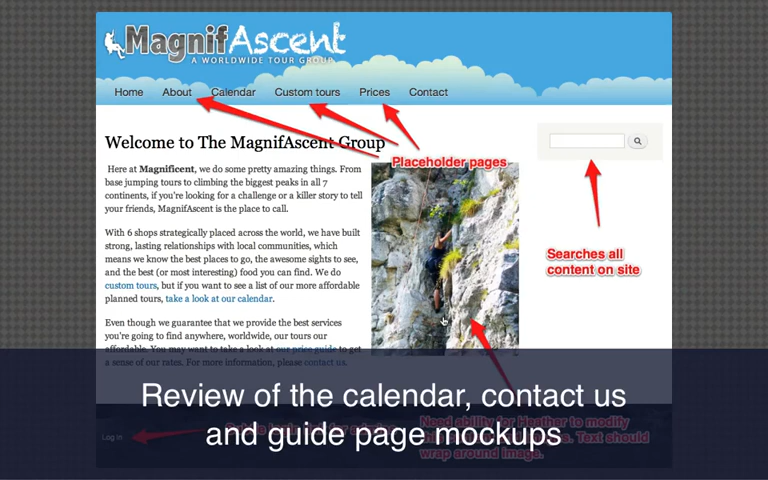 MagnifAscent
A WORLDWIDE TOUR GROUP
Home About Calendar Custom tours Prices Contact
Welcome to The MagnifAscent Group
Placeholder pages
Here at Magnificent, we do some pretty amazing things. From
base jumping tours to climbing the biggest peaks in all 7
continents, if you're looking for a challenge or a killer story to tell
your friends, MagnifAscent is the place to call.
With 6 shops strategically placed across the world, we have built
strong, lasting relationships with local communities, which
means we know the best places to go, the awesome sights to see,
and the best (or most interesting) food you can find. We do
custom tours, but if you want to see a list of our more affordable
planned tours, take a look at our calendar.
Searches all
content on site
Even though we guarantee that we provide the best services
you're going to find anywhere, worldwide, our tours our
affordable. You may want to take a look at our price guide to get
a sense of our rates. For more information, please contact us.
Review of the calendar, contact us
and guide page mockups
Log in
Need ability for Heather to modify
Text should
wrap around image.